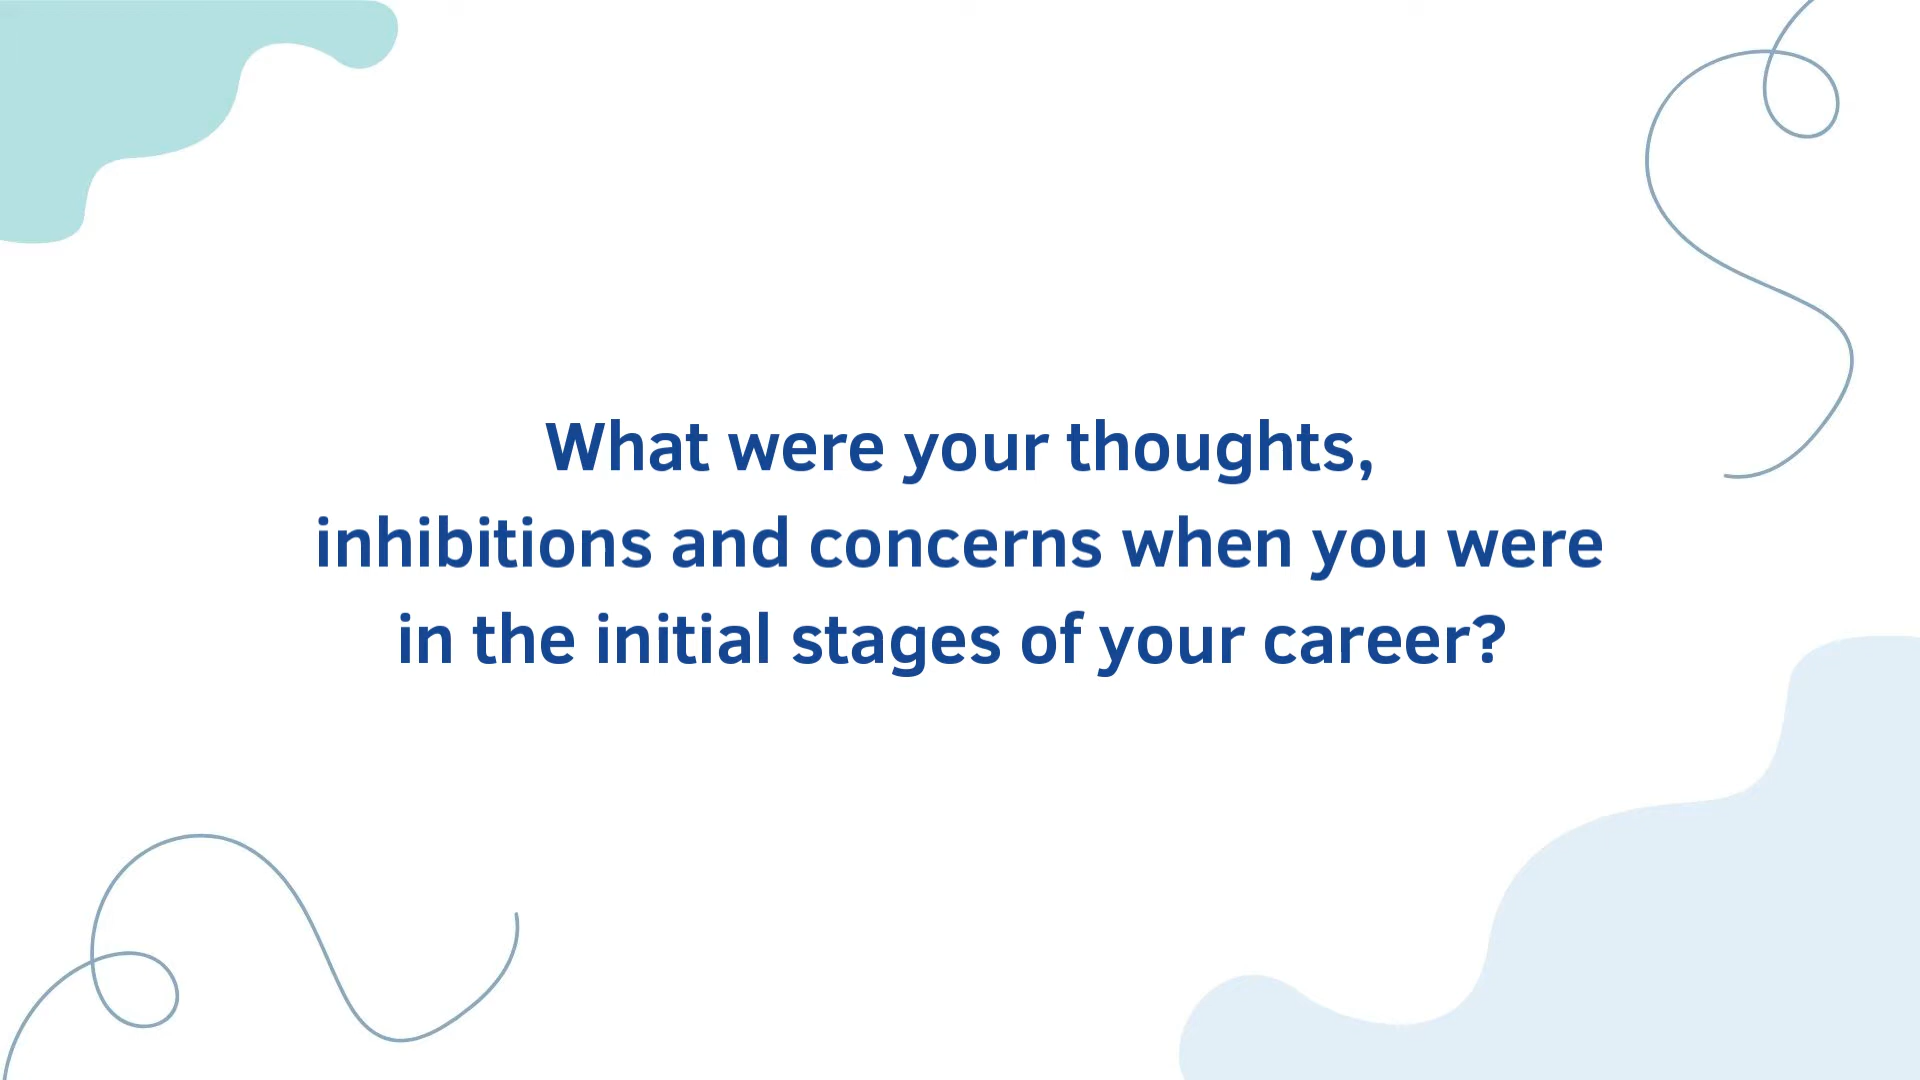 What were your thoughts,
inhibitions and concerns when you were
in the initial stages of your career?